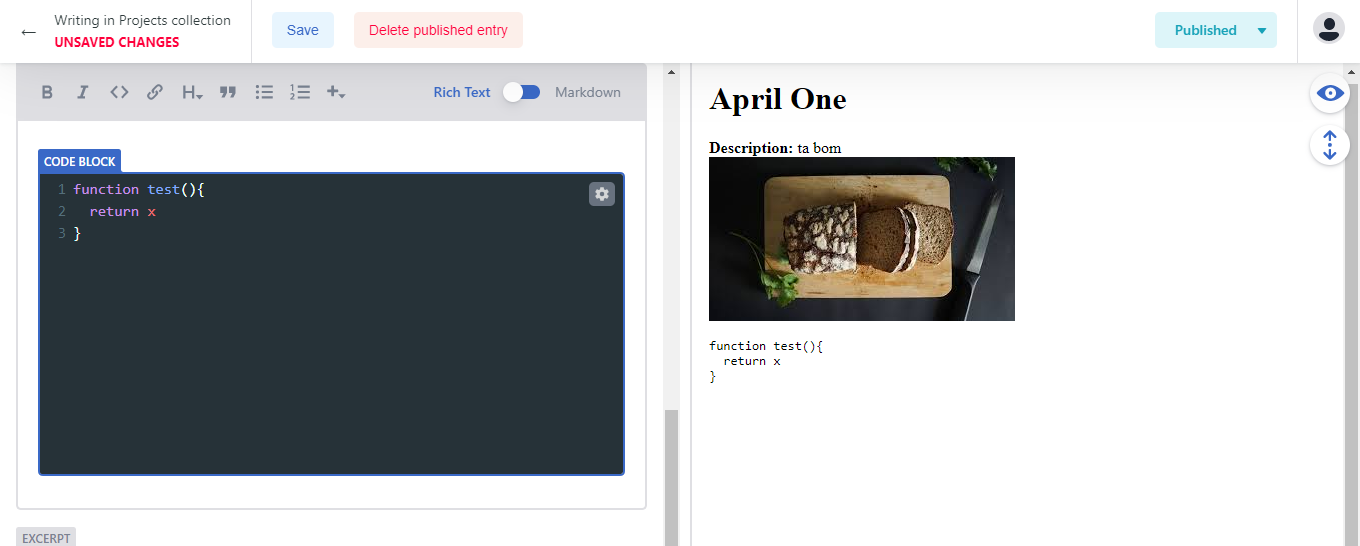 Writing in Projects collection
UNSAVED CHANGES
Save
Delete published entry
Published
B I <> H
Rich Text
Markdown
CODE BLOCK
1 function test(){
2   return x
3 }
EXCERPT
April One
Description: ta bom
function test(){
  return x
}